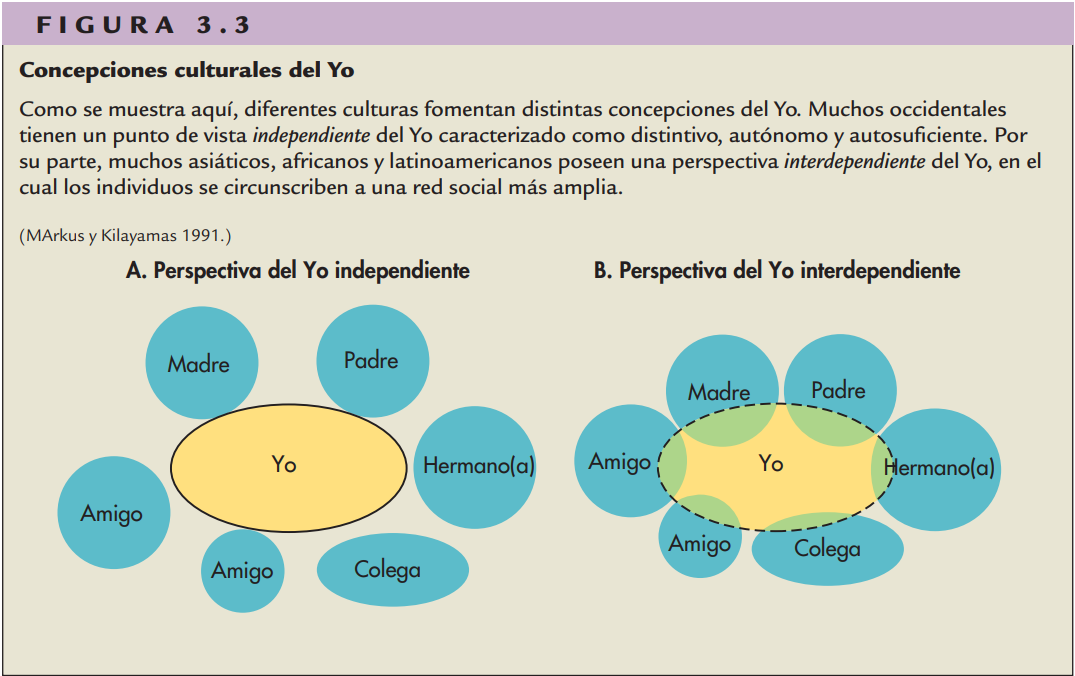 FIGURA 3.3
Concepciones culturales del Yo
Como se muestra aquí, diferentes culturas fomentan distintas concepciones del Yo. Muchos occidentales
tienen un punto de vista independiente del Yo caracterizado como distintivo, autónomo y autosuficiente. Por
su parte, muchos asiáticos, africanos y latinoamericanos poseen una perspectiva interdependiente del Yo, en el
cual los individuos se circunscriben a una red social más amplia.
(MArkus y Kilayamas 1991.)
A. Perspectiva del Yo independiente
Madre
Padre
Yo
Hermano(a)
Amigo
Amigo
Colega
B. Perspectiva del Yo interdependiente
Madre
Padre
Amigo
Yo
Hermano(a)
Amigo
Colega